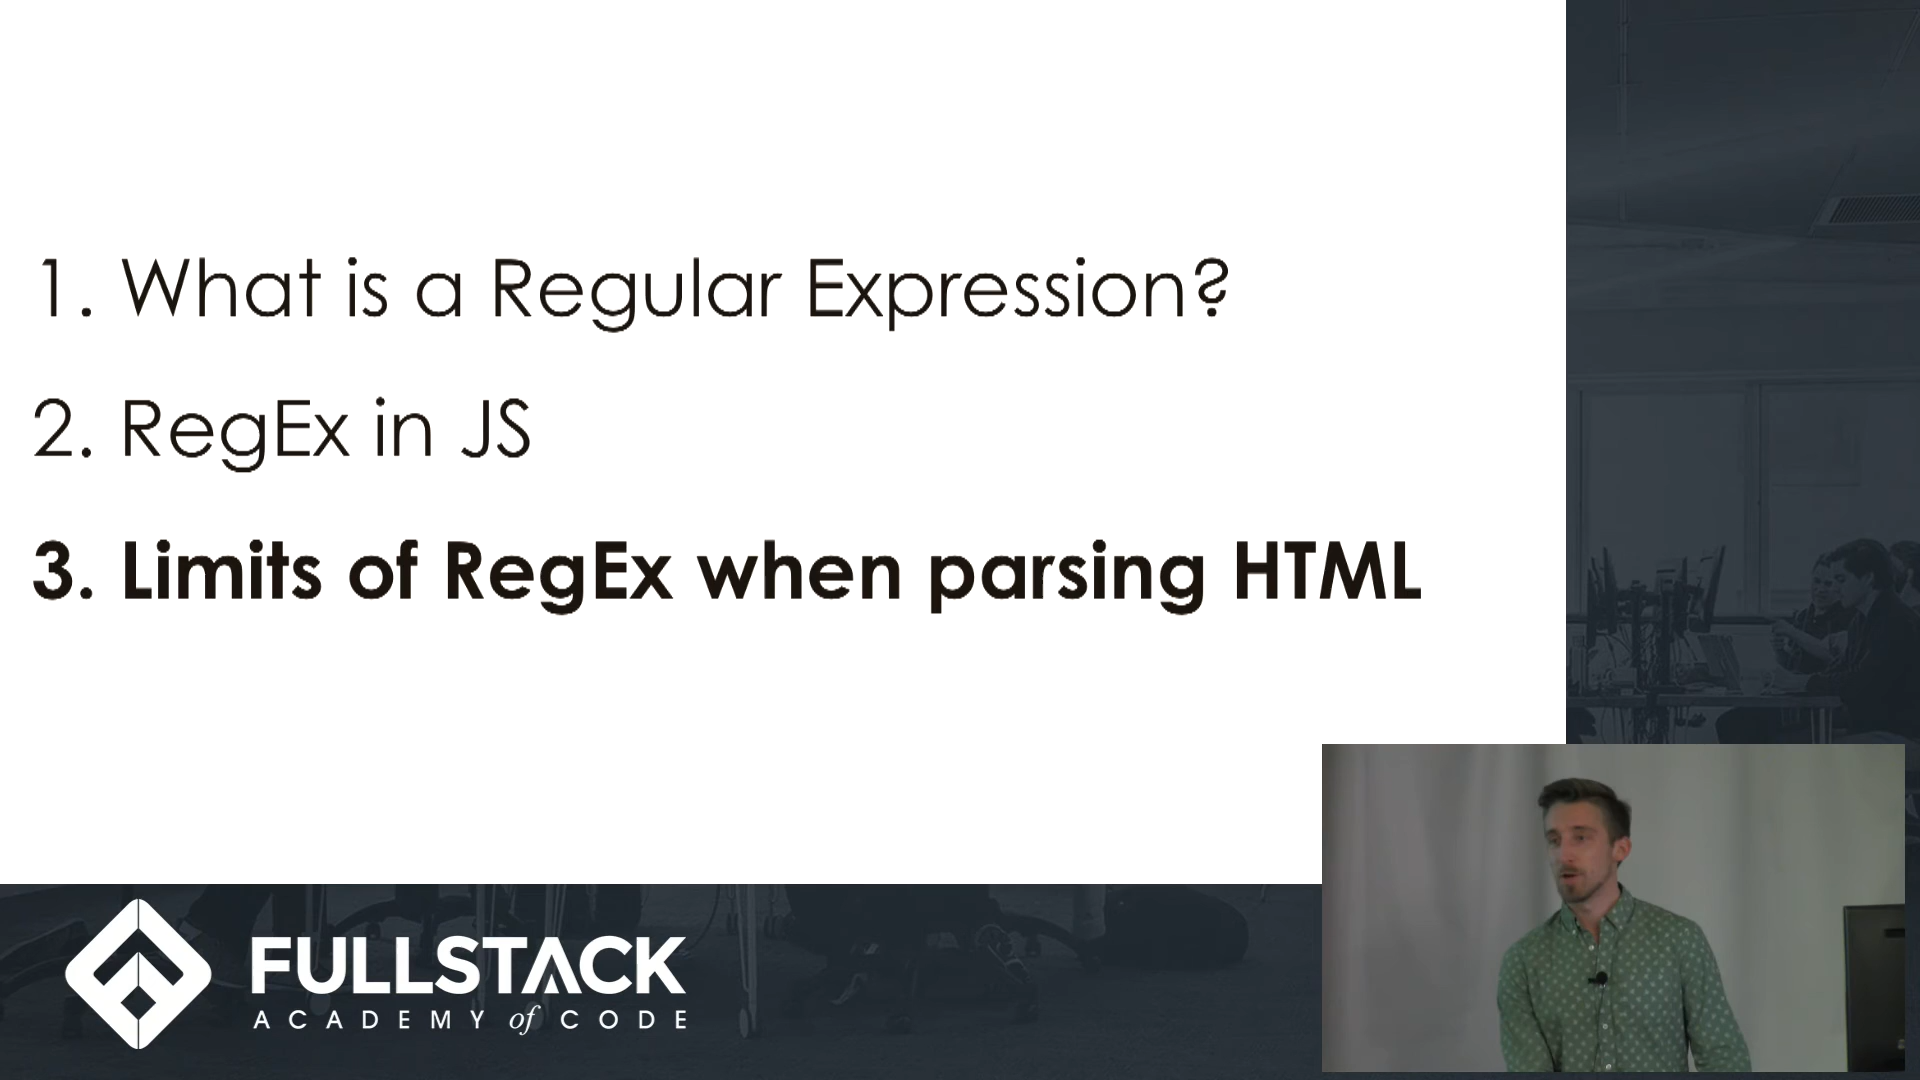 1. What is a Regular Expression?
2. RegEx in JS
3. Limits of RegEx when parsing HTML
FULLSTACK
ACADEMY of CODE